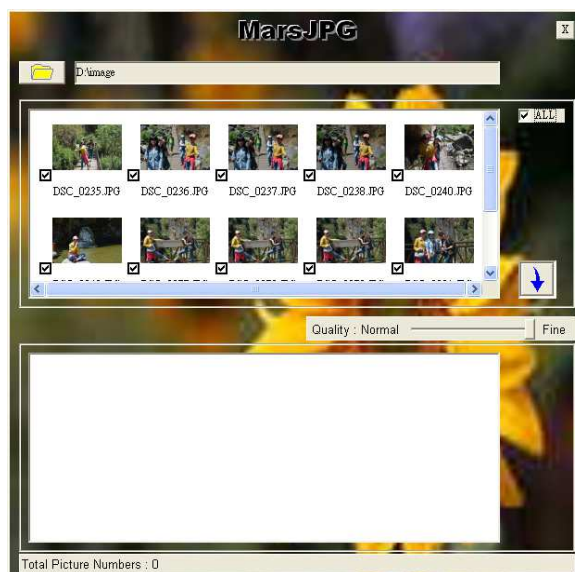 MarsJPG
X
D:\image
ALL
DSC_0235.JPG DSC_0236.JPG DSC_0237.JPG DSC_0238.JPG DSC_0240.JPG
Quality : Normal Fine
Total Picture Numbers : 0